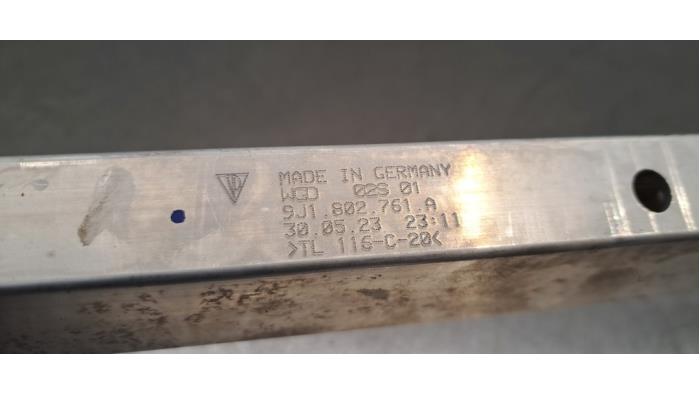 MADE IN GERMANY
WGD 02S 01
9J1.802.761.A
30.05.23 23:11
>TL 116-C-20<